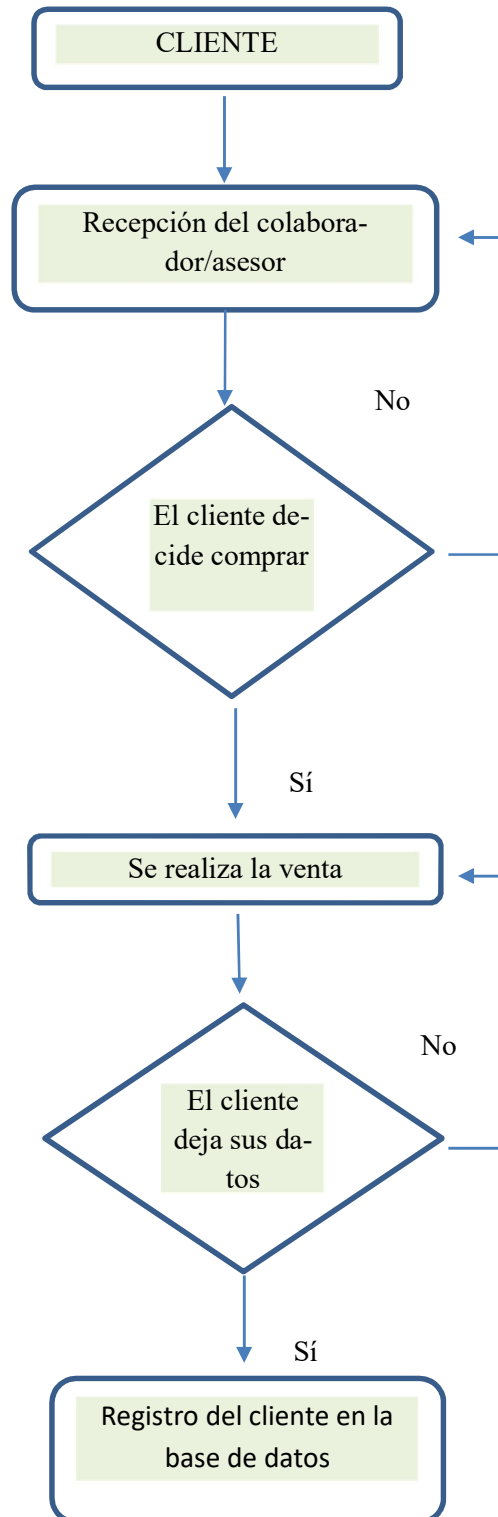 CLIENTE
Recepción del colabora-
dor/asesor
No
El cliente de-
cide comprar
Sí
Se realiza la venta
No
El cliente
deja sus da-
tos
Sí
Registro del cliente en la
base de datos